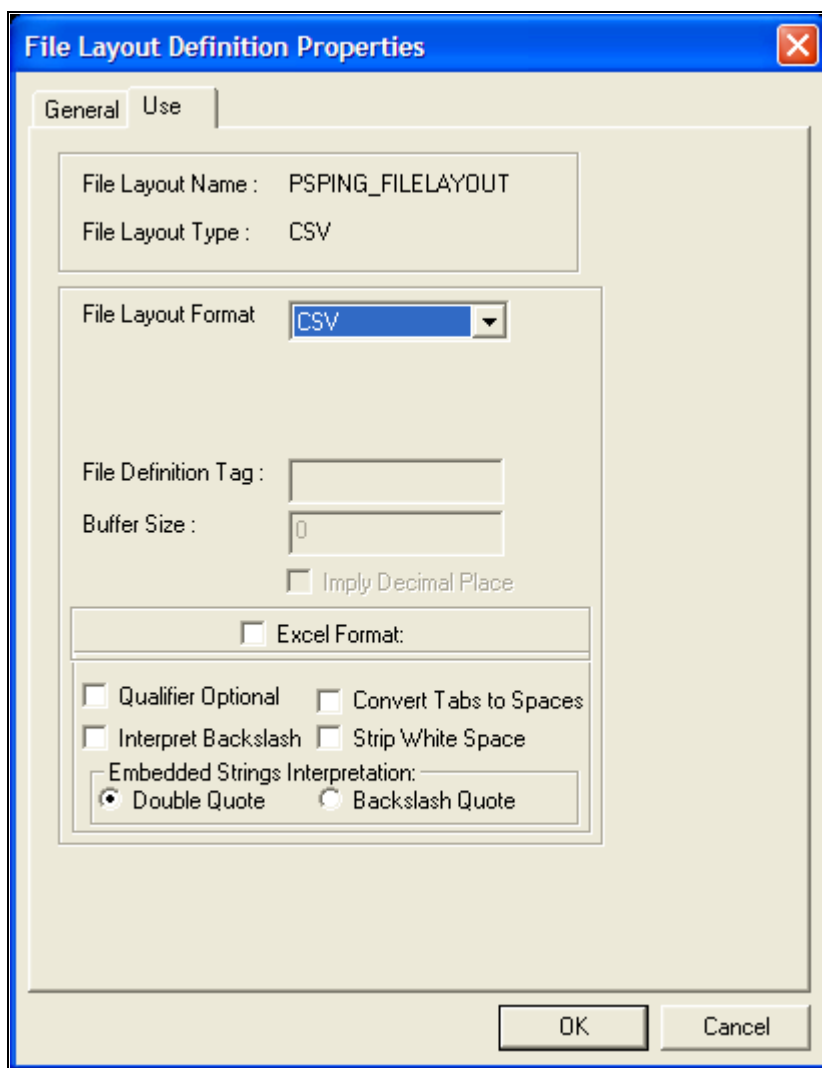 File Layout Definition Properties
General Use
File Layout Name : PSPING_FILELAYOUT
File Layout Type : CSV
File Layout Format CSV
File Definition Tag :
Buffer Size : 0
Imply Decimal Place
Excel Format:
Qualifier Optional Convert Tabs to Spaces
Interpret Backslash Strip White Space
Embedded Strings Interpretation:
Double Quote Backslash Quote
OK Cancel